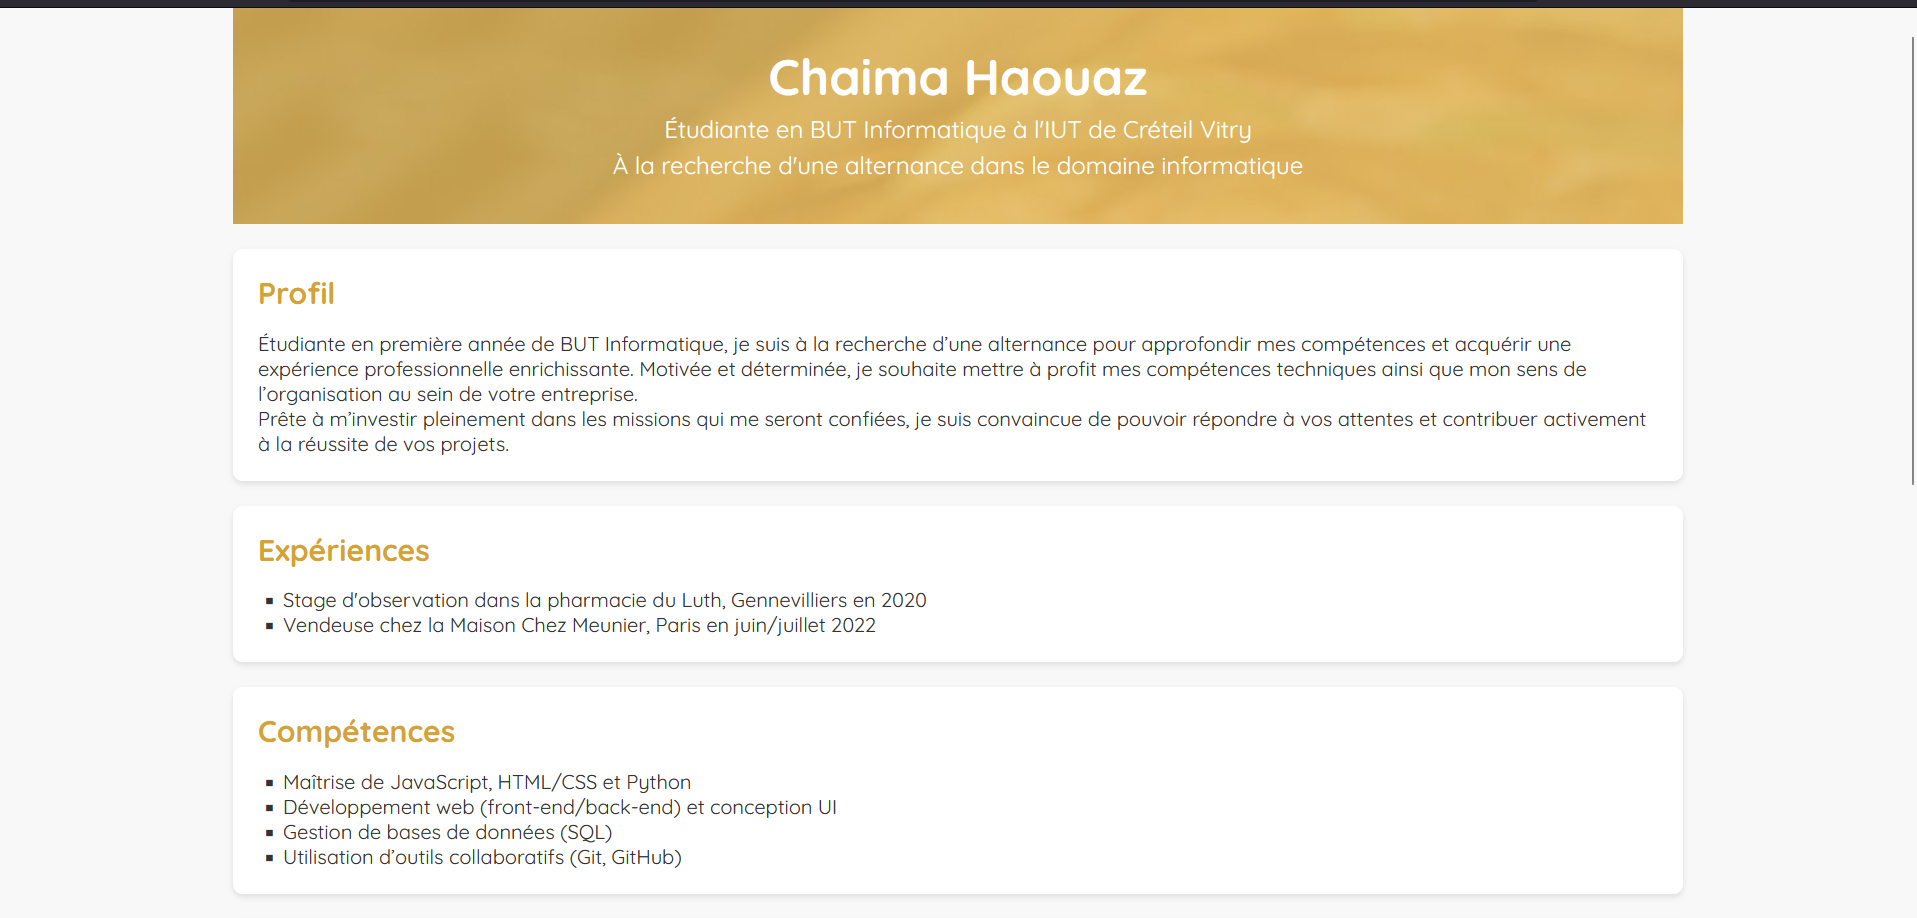 Chaima Haouaz
Étudiante en BUT Informatique à l'IUT de Créteil Vitry
À la recherche d'une alternance dans le domaine informatique
Profil
Étudiante en première année de BUT Informatique, je suis à la recherche d’une alternance pour approfondir mes compétences et acquérir une
expérience professionnelle enrichissante. Motivée et déterminée, je souhaite mettre à profit mes compétences techniques ainsi que mon sens de
l’organisation au sein de votre entreprise.
Prête à m’investir pleinement dans les missions qui me seront confiées, je suis convaincue de pouvoir répondre à vos attentes et contribuer activement
à la réussite de vos projets.
Expériences
▪ Stage d'observation dans la pharmacie du Luth, Gennevilliers en 2020
▪ Vendeuse chez la Maison Chez Meunier, Paris en juin/juillet 2022
Compétences
▪ Maîtrise de JavaScript, HTML/CSS et Python
▪ Développement web (front-end/back-end) et conception UI
▪ Gestion de bases de données (SQL)
▪ Utilisation d’outils collaboratifs (Git, GitHub)